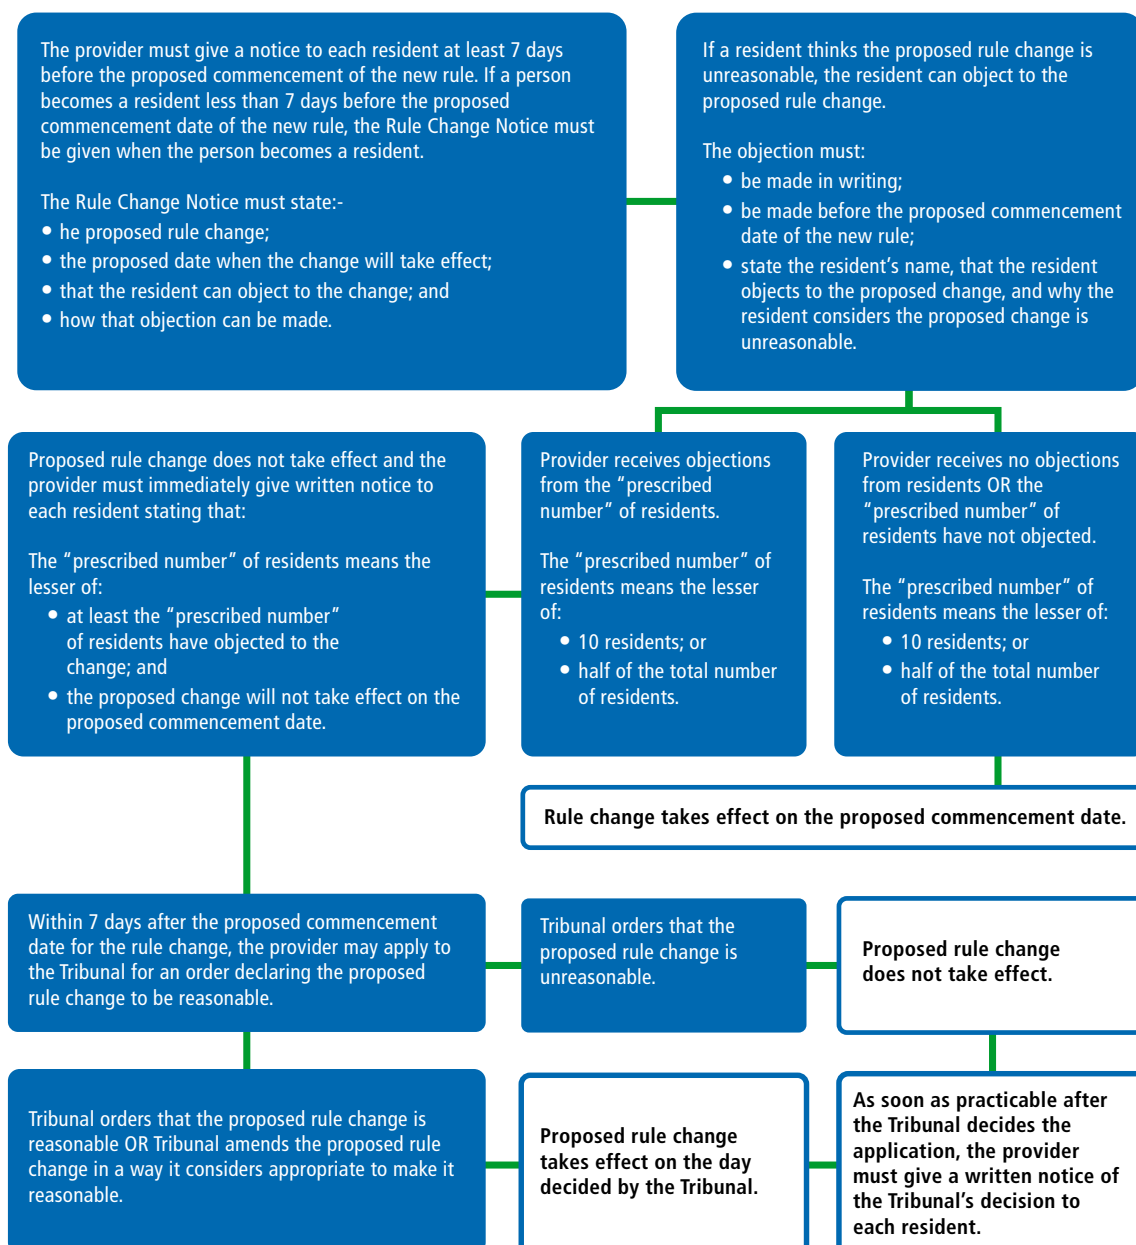 The provider must give a notice to each resident at least 7 days
before the proposed commencement of the new rule. If a person
becomes a resident less than 7 days before the proposed
commencement date of the new rule, the Rule Change Notice must
be given when the person becomes a resident.
The Rule Change Notice must state:-
• he proposed rule change;
• the proposed date when the change will take effect;
• that the resident can object to the change; and
• how that objection can be made.
If a resident thinks the proposed rule change is
unreasonable, the resident can object to the
proposed rule change.
The objection must:
• be made in writing;
• be made before the proposed commencement
date of the new rule;
• state the resident’s name, that the resident
objects to the proposed change, and why the
resident considers the proposed change is
unreasonable.
Proposed rule change does not take effect and the
provider must immediately give written notice to
each resident stating that:
The “prescribed number” of residents means the
lesser of:
• at least the “prescribed number”
of residents have objected to the
change; and
• the proposed change will not take effect on the
proposed commencement date.
Provider receives objections
from the “prescribed
number” of residents.
The “prescribed number” of
residents means the lesser
of:
• 10 residents; or
• half of the total number
of residents.
Provider receives no objections
from residents OR the
“prescribed number” of
residents have not objected.
The “prescribed number” of
residents means the lesser of:
• 10 residents; or
• half of the total number
of residents.
Rule change takes effect on the proposed commencement date.
Within 7 days after the proposed commencement
date for the rule change, the provider may apply to
the Tribunal for an order declaring the proposed
rule change to be reasonable.
Tribunal orders that the
proposed rule change is
unreasonable.
Proposed rule change
does not take effect.
Tribunal orders that the proposed rule change is
reasonable OR Tribunal amends the proposed rule
change in a way it considers appropriate to make it
reasonable.
Proposed rule change
takes effect on the day
decided by the Tribunal.
As soon as practicable after
the Tribunal decides the
application, the provider
must give a written notice of
the Tribunal’s decision to
each resident.